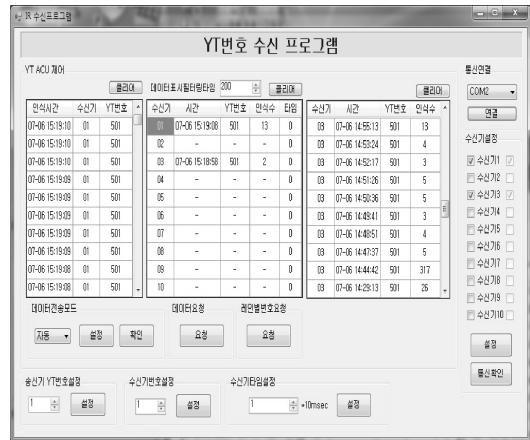 IR 수신프로그램
YT번호 수신 프로그램
YT ACU 제어
클리어 데이터표시필터링타임 200 클리어 클리어
인식시간 수신기 YT번호
07-06 15:19:10 01 501
07-06 15:19:10 01 501
07-06 15:19:10 01 501
07-06 15:19:09 01 501
07-06 15:19:09 01 501
07-06 15:19:09 01 501
07-06 15:19:09 01 501
07-06 15:19:09 01 501
07-06 15:19:08 01 501
07-06 15:19:08 01 501
수신기 시간 YT번호 인식수 타임
01 07-06 15:19:08 501 13 0
02 - - - 0
03 07-06 15:18:58 501 2 0
04 - - - 0
05 - - - 0
06 - - - 0
07 - - - 0
08 - - - 0
09 - - - 0
10 - - - 0
수신기 시간 YT번호 인식수
03 07-06 14:55:13 501 13
03 07-06 14:53:24 501 4
03 07-06 14:52:17 501 3
03 07-06 14:51:26 501 5
03 07-06 14:50:36 501 5
03 07-06 14:49:41 501 3
03 07-06 14:48:51 501 4
03 07-06 14:47:37 501 5
03 07-06 14:44:42 501 317
03 07-06 14:29:13 501 26
데이터전송모드
자동 설정 확인
데이터요청
요청
레인별번호요청
요청
송신기 YT번호설정
1 설정
수신기번호설정
1 설정
수신기타임설정
1 *10msec 설정
통신연결
COM2
연결
수신기설정
수신기1
수신기2
수신기3
수신기4
수신기5
수신기6
수신기7
수신기8
수신기9
수신기10
설정
통신확인